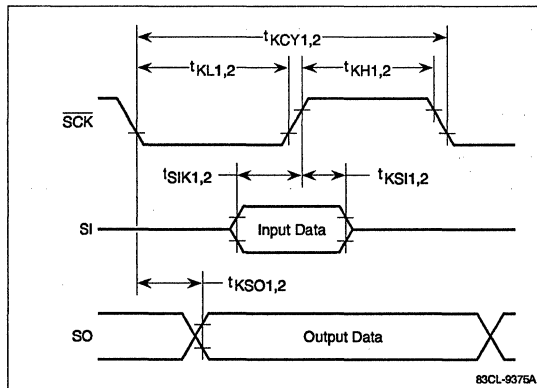 tKCY1,2
tKL1,2 tKH1,2
SCK
tSIK1,2 tKSI1,2
SI Input Data
tKSO1,2
SO Output Data
83CL-9375A